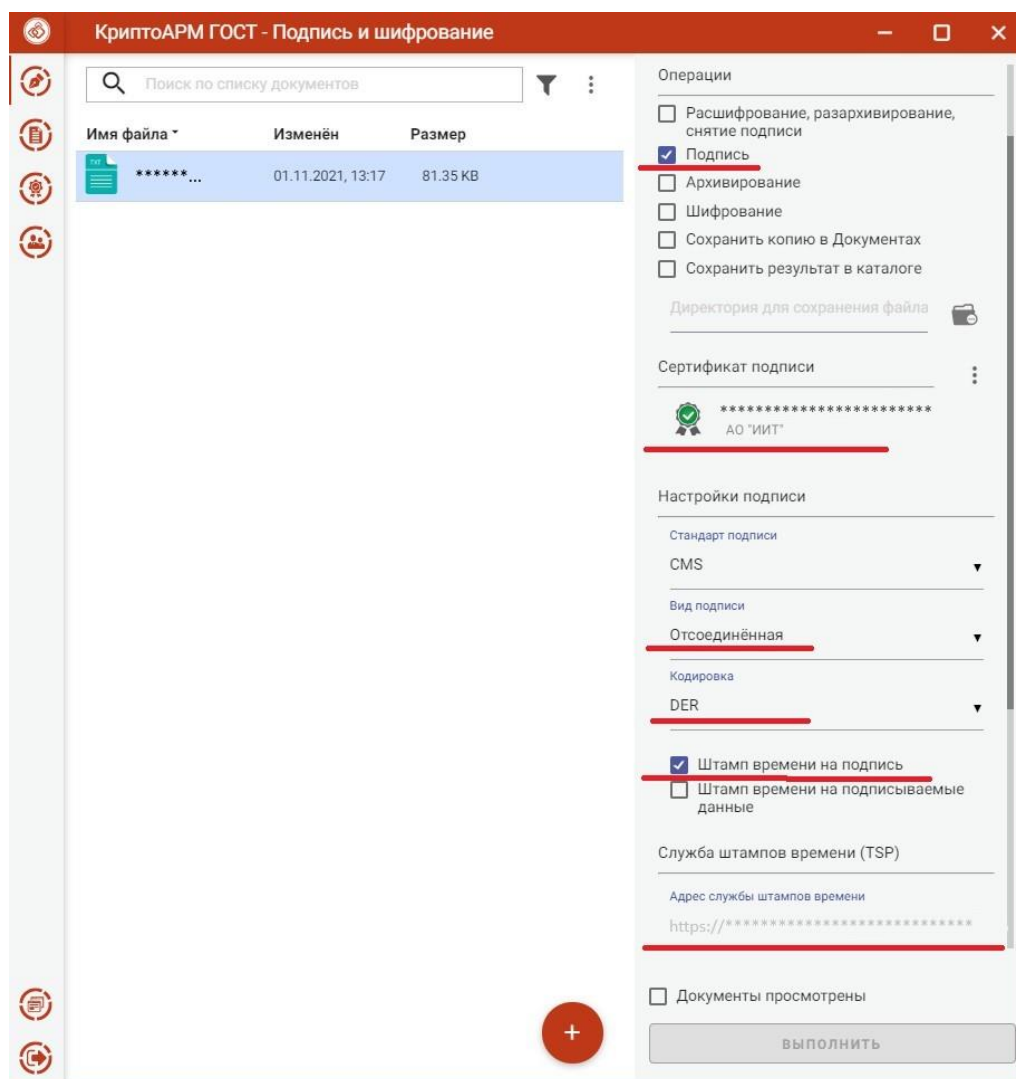 КриптоАРМ ГОСТ - Подпись и шифрование
Поиск по списку документов
Имя файла Изменён Размер
TXT ******... 01.11.2021, 13:17 81.35 KB
Операции
Расшифрование, разархивирование,
снятие подписи
Подпись
Архивирование
Шифрование
Сохранить копию в Документах
Сохранить результат в каталоге
Директория для сохранения файла
Сертификат подписи
************************
АО "ИИТ"
Настройки подписи
Стандарт подписи
CMS
Вид подписи
Отсоединённая
Кодировка
DER
Штамп времени на подпись
Штамп времени на подписываемые
данные
Служба штампов времени (TSP)
Адрес службы штампов времени
https://****************************
Документы просмотрены
ВЫПОЛНИТЬ